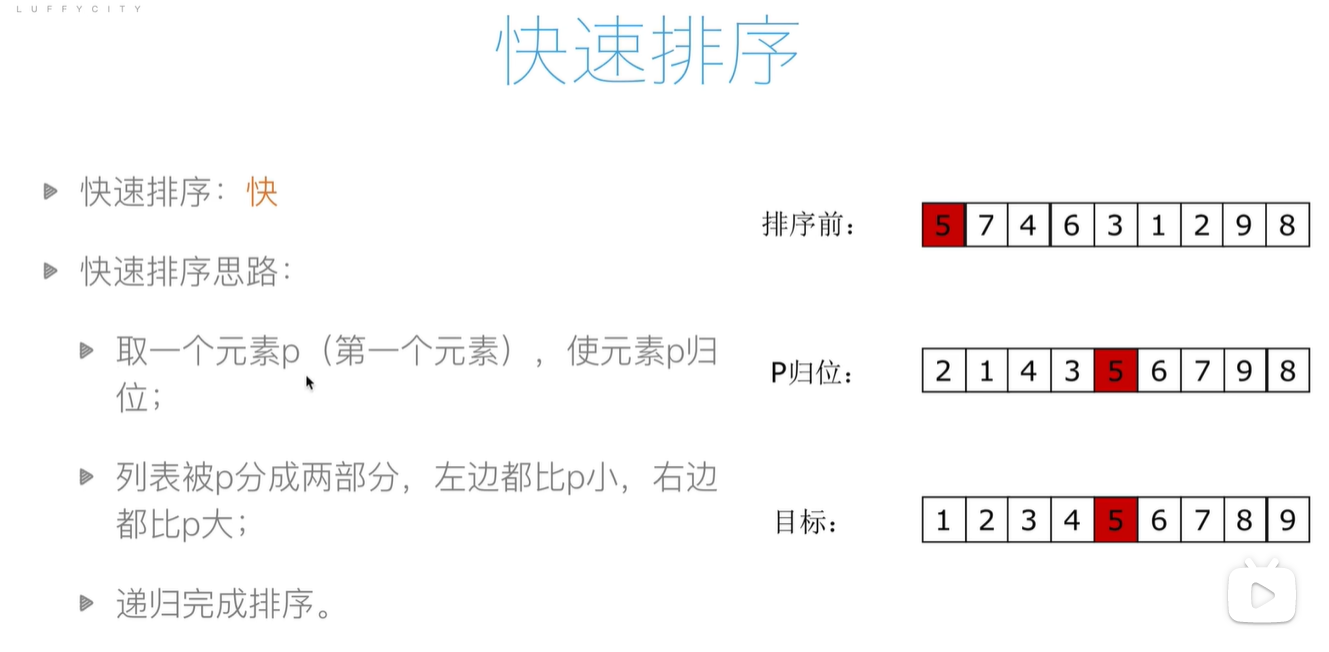 LUFFYCITY
快速排序
快速排序：快
快速排序思路：
取一个元素p（第一个元素），使元素p归
位；
列表被p分成两部分，左边都比p小，右边
都比p大；
递归完成排序。
排序前： 5 7 4 6 3 1 2 9 8
P归位： 2 1 4 3 5 6 7 9 8
目标： 1 2 3 4 5 6 7 8 9